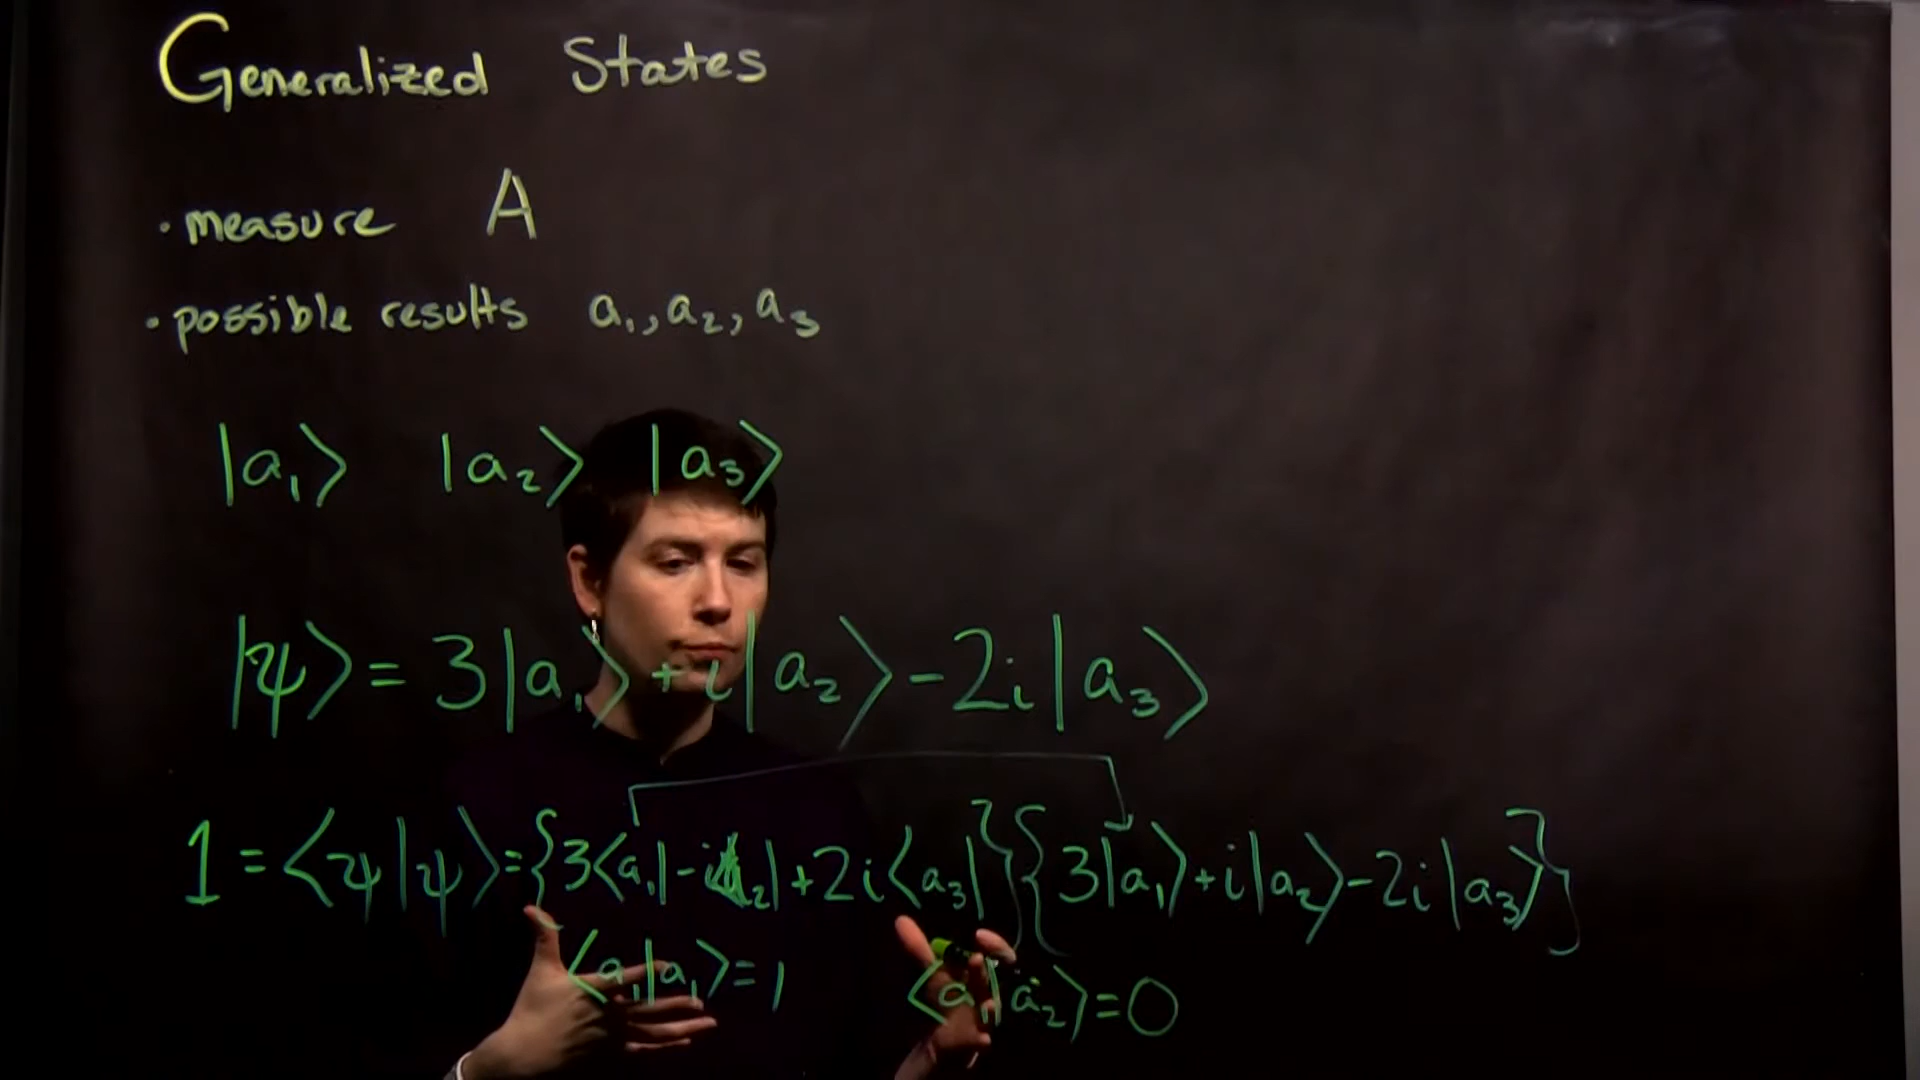 Generalized States
· measure A
· possible results a₁, a₂, a₃
|a₁⟩ |a₂⟩ |a₃⟩
|ψ⟩ = 3|a₁⟩ + i|a₂⟩ - 2i|a₃⟩
1 = ⟨ψ|ψ⟩ = {3⟨a₁| - i⟨a₂| + 2i⟨a₃|}{3|a₁⟩ + i|a₂⟩ - 2i|a₃⟩}
⟨a₁|a₁⟩ = 1 ⟨a₁|a₂⟩ = 0